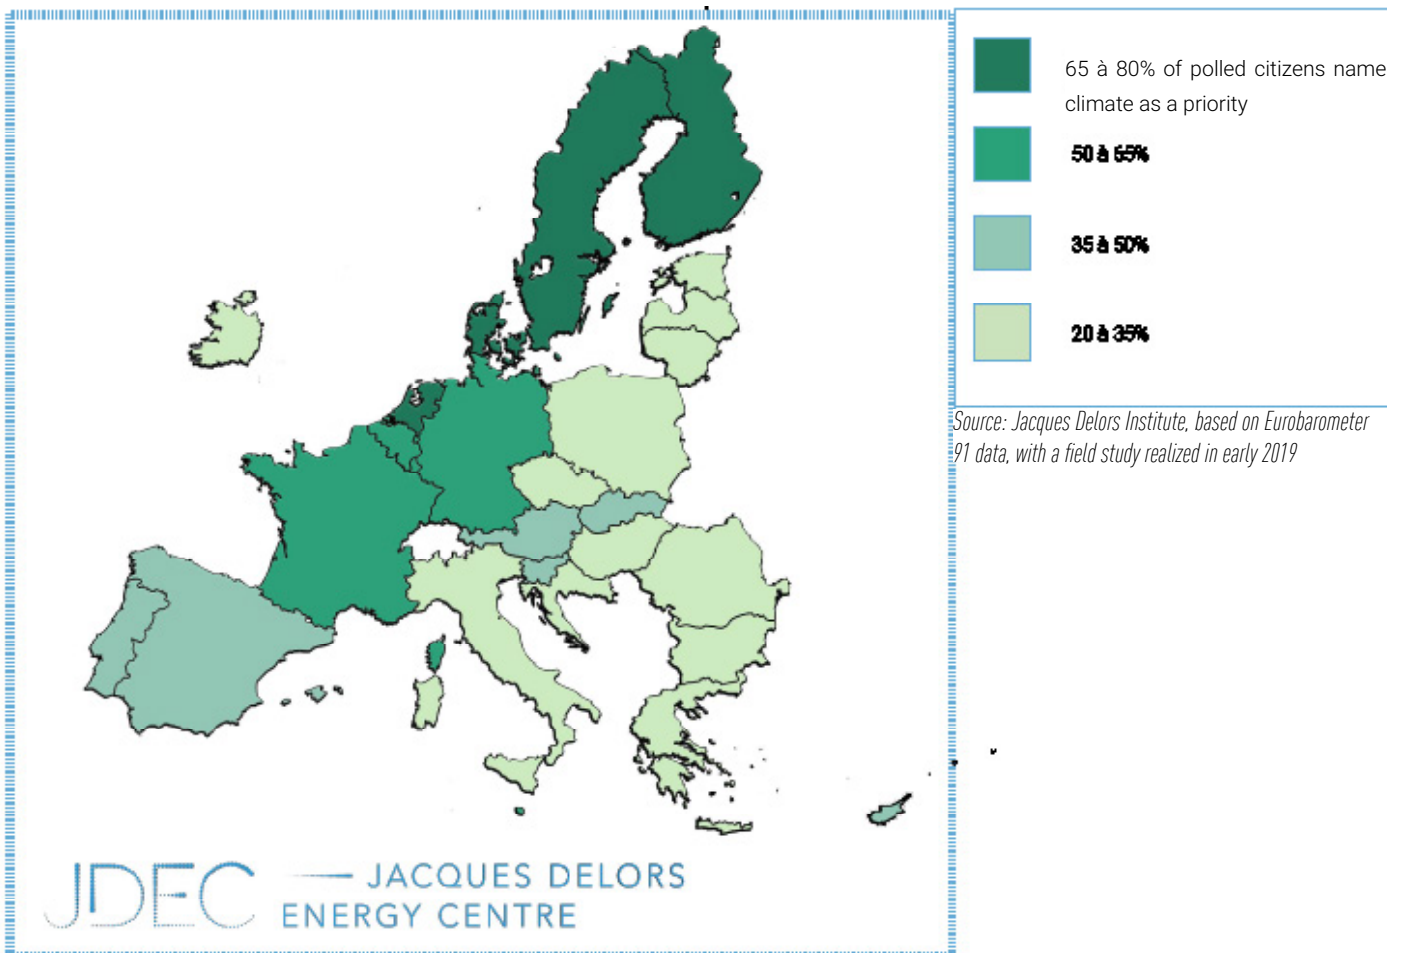 65 à 80% of polled citizens name
climate as a priority
50 à 65%
35 à 50%
20 à 35%
Source: Jacques Delors Institute, based on Eurobarometer
91 data, with a field study realized in early 2019
JDEC
JACQUES DELORS
ENERGY CENTRE